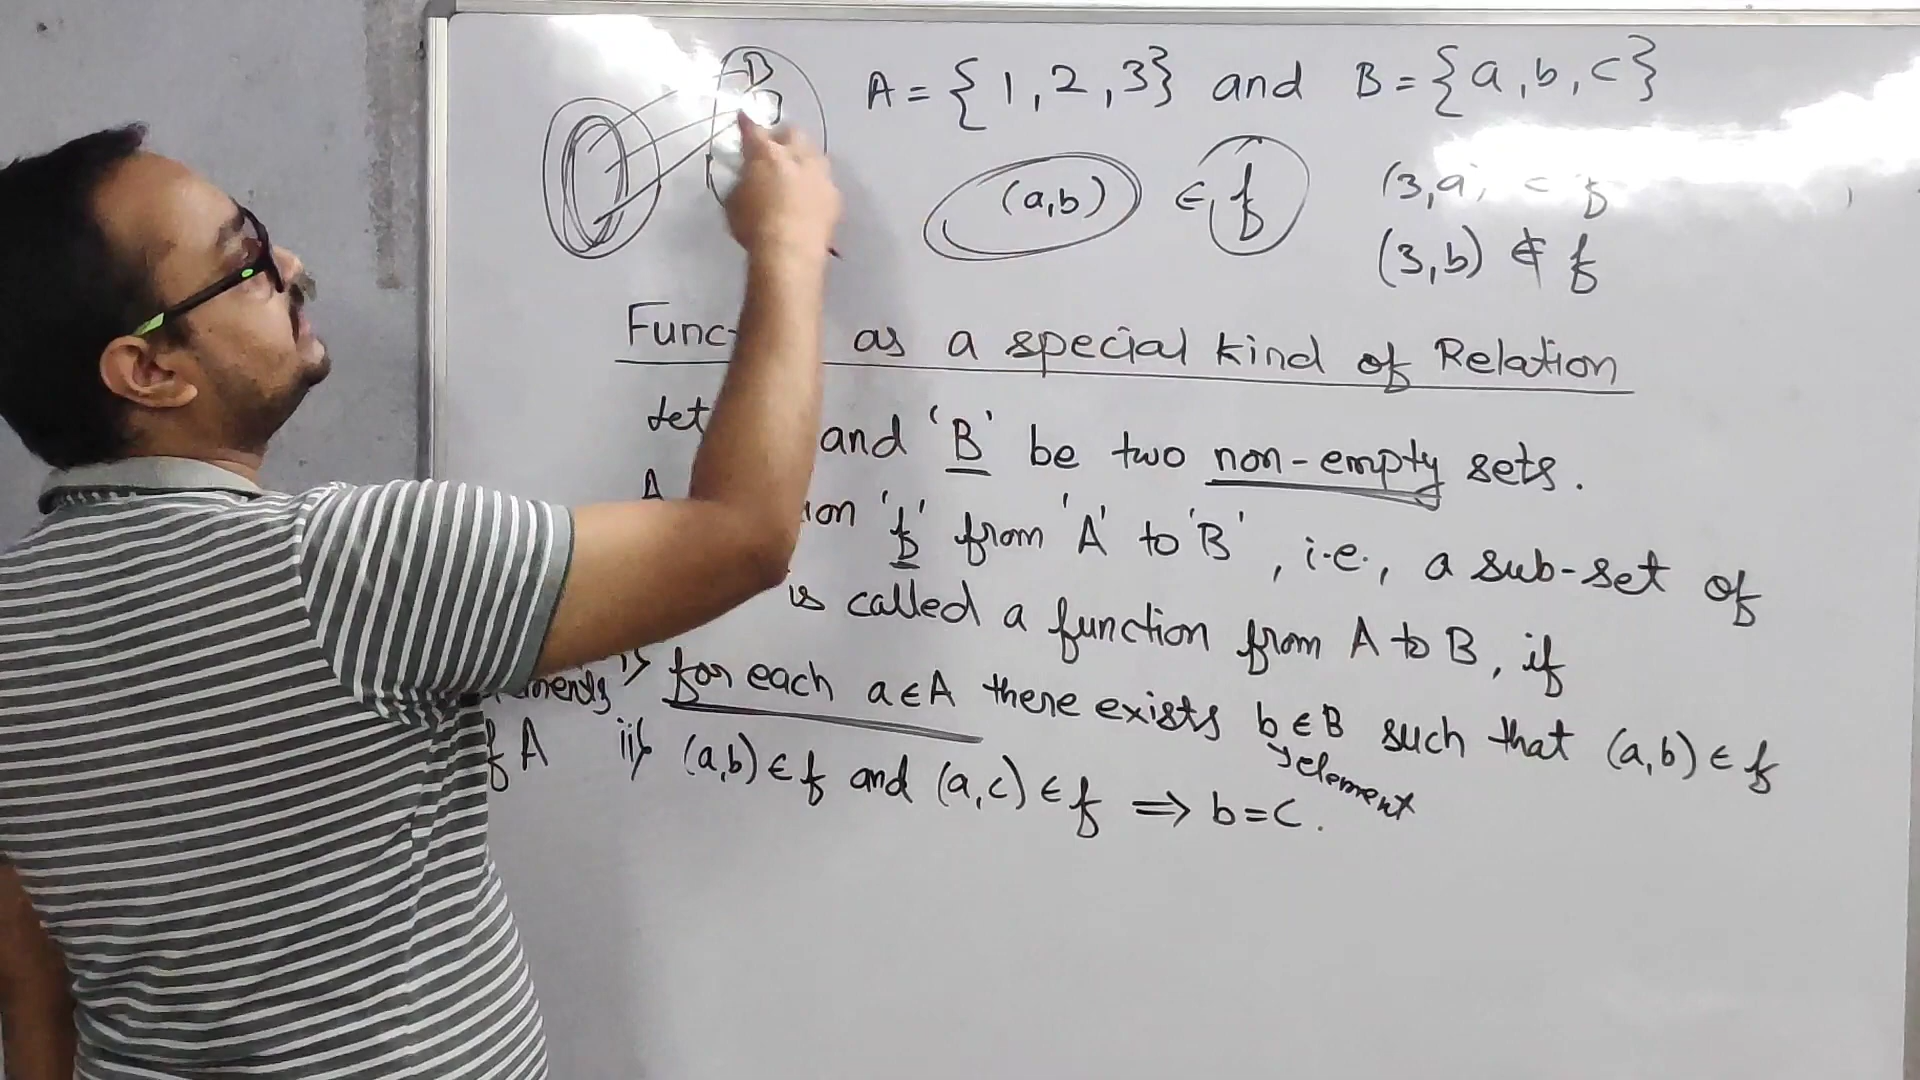 B
A = {1, 2, 3} and B = {a, b, c}
(a,b) ∈ f
(3,a) ∈ f
(3,b) ∉ f
Func as a special kind of Relation
Let and 'B' be two non-empty sets.
A ion 'f' from 'A' to 'B', i.e., a sub-set of
is called a function from A to B, if
i) for each a ∈ A there exists b ∈ B such that (a,b) ∈ f
element
f A ii) (a,b) ∈ f and (a,c) ∈ f ⇒ b = c.